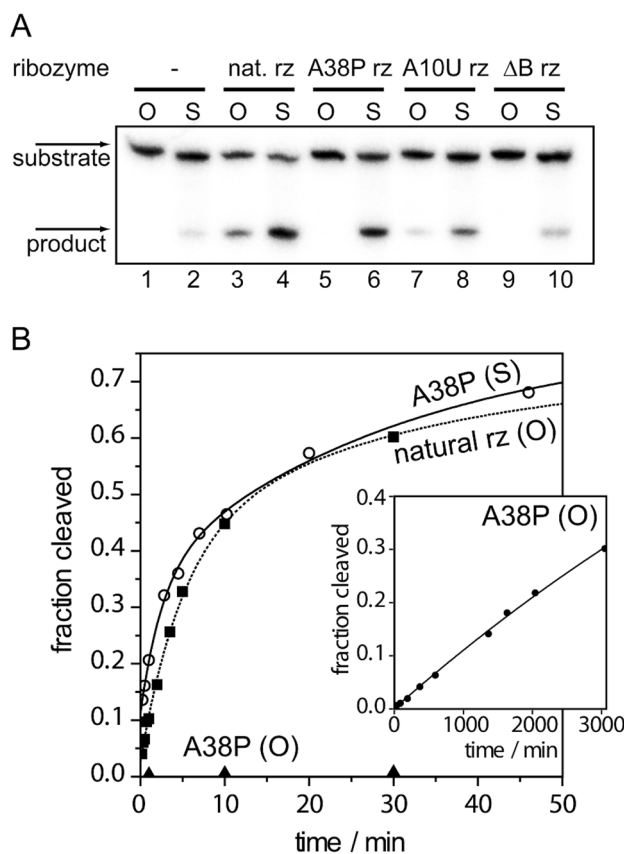 A
ribozyme - nat. rz A38P rz A10U rz ΔB rz
O S O S O S O S O S
substrate
product
1 2 3 4 5 6 7 8 9 10
B
fraction cleaved
0.7
0.6
0.5
0.4
0.3
0.2
0.1
0.0
A38P (S)
natural rz (O)
A38P (O)
0 10 20 30 40 50
time / min
A38P (O)
fraction cleaved
0.4
0.3
0.2
0.1
0.0
0 1000 2000 3000
time / min